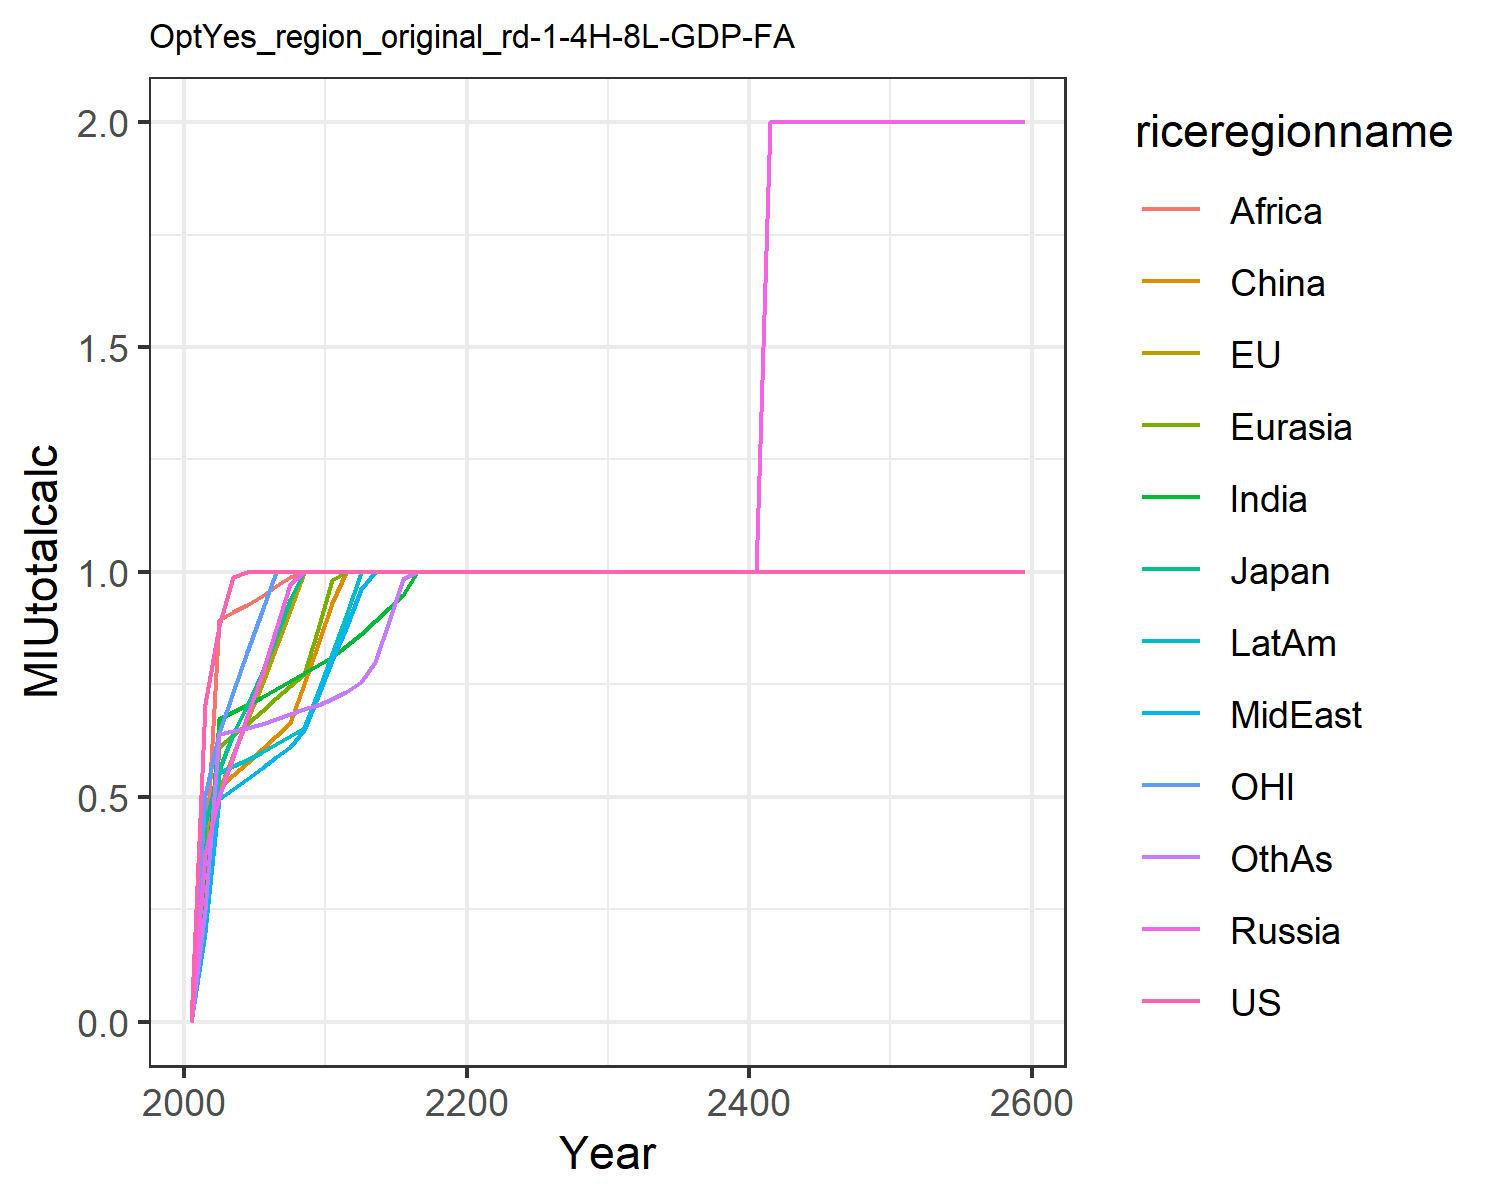 OptYes_region_original_rd-1-4H-8L-GDP-FA
2.0
1.5
1.0
0.5
0.0
MIUtotalcalc
2000
2200
2400
2600
Year
riceregionname
Africa
China
EU
Eurasia
India
Japan
LatAm
MidEast
OHI
OthAs
Russia
US